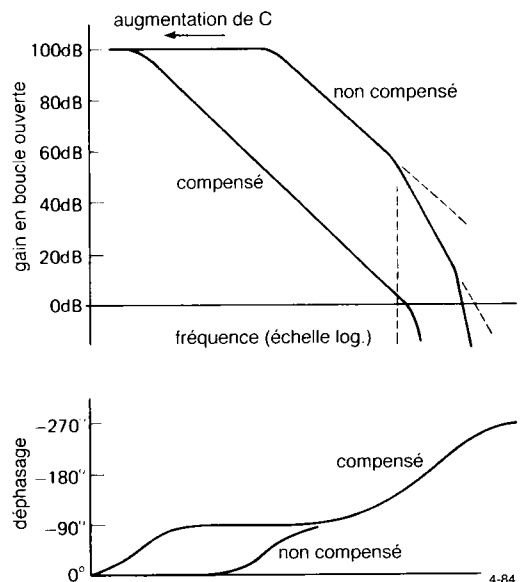 augmentation de C
100dB
80dB
60dB
40dB
20dB
0dB
gain en boucle ouverte
non compensé
compensé
fréquence (échelle log.)
déphasage
-270°
-180°
-90°
0°
compensé
non compensé
4-84